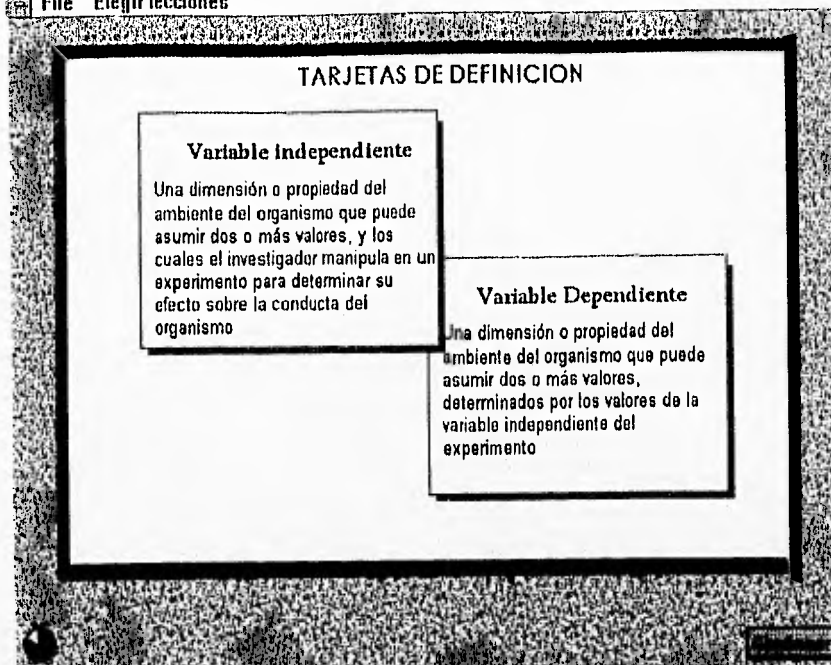 File Elegir lecciones
TARJETAS DE DEFINICION
Variable independiente
Una dimensión o propiedad del
ambiente del organismo que puede
asumir dos o más valores, y los
cuales el investigador manipula en un
experimento para determinar su
efecto sobre la conducta del
organismo
Variable Dependiente
Una dimensión o propiedad del
ambiente del organismo que puede
asumir dos o más valores,
determinados por los valores de la
variable independiente del
experimento